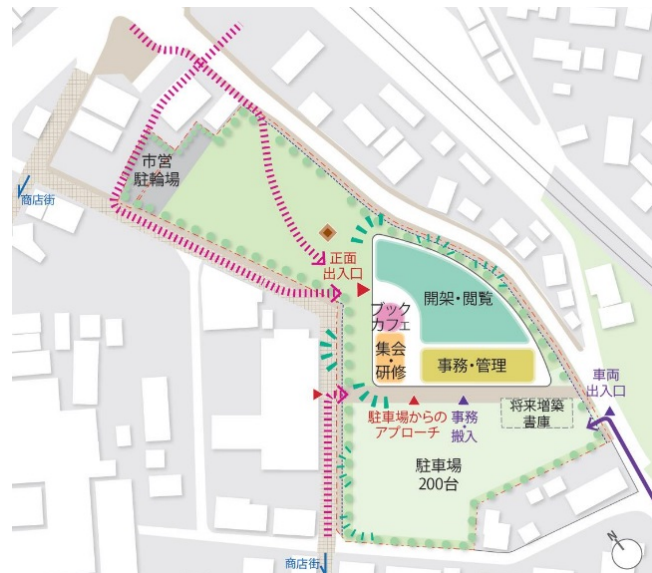 市営
駐輪場
商店街
正面
出入口
開架・閲覧
ブック
カフェ
集会
・
研修
事務・管理
車両
出入口
駐車場からの
アプローチ
事務
・
搬入
将来増築
書庫
駐車場
200台
商店街
N